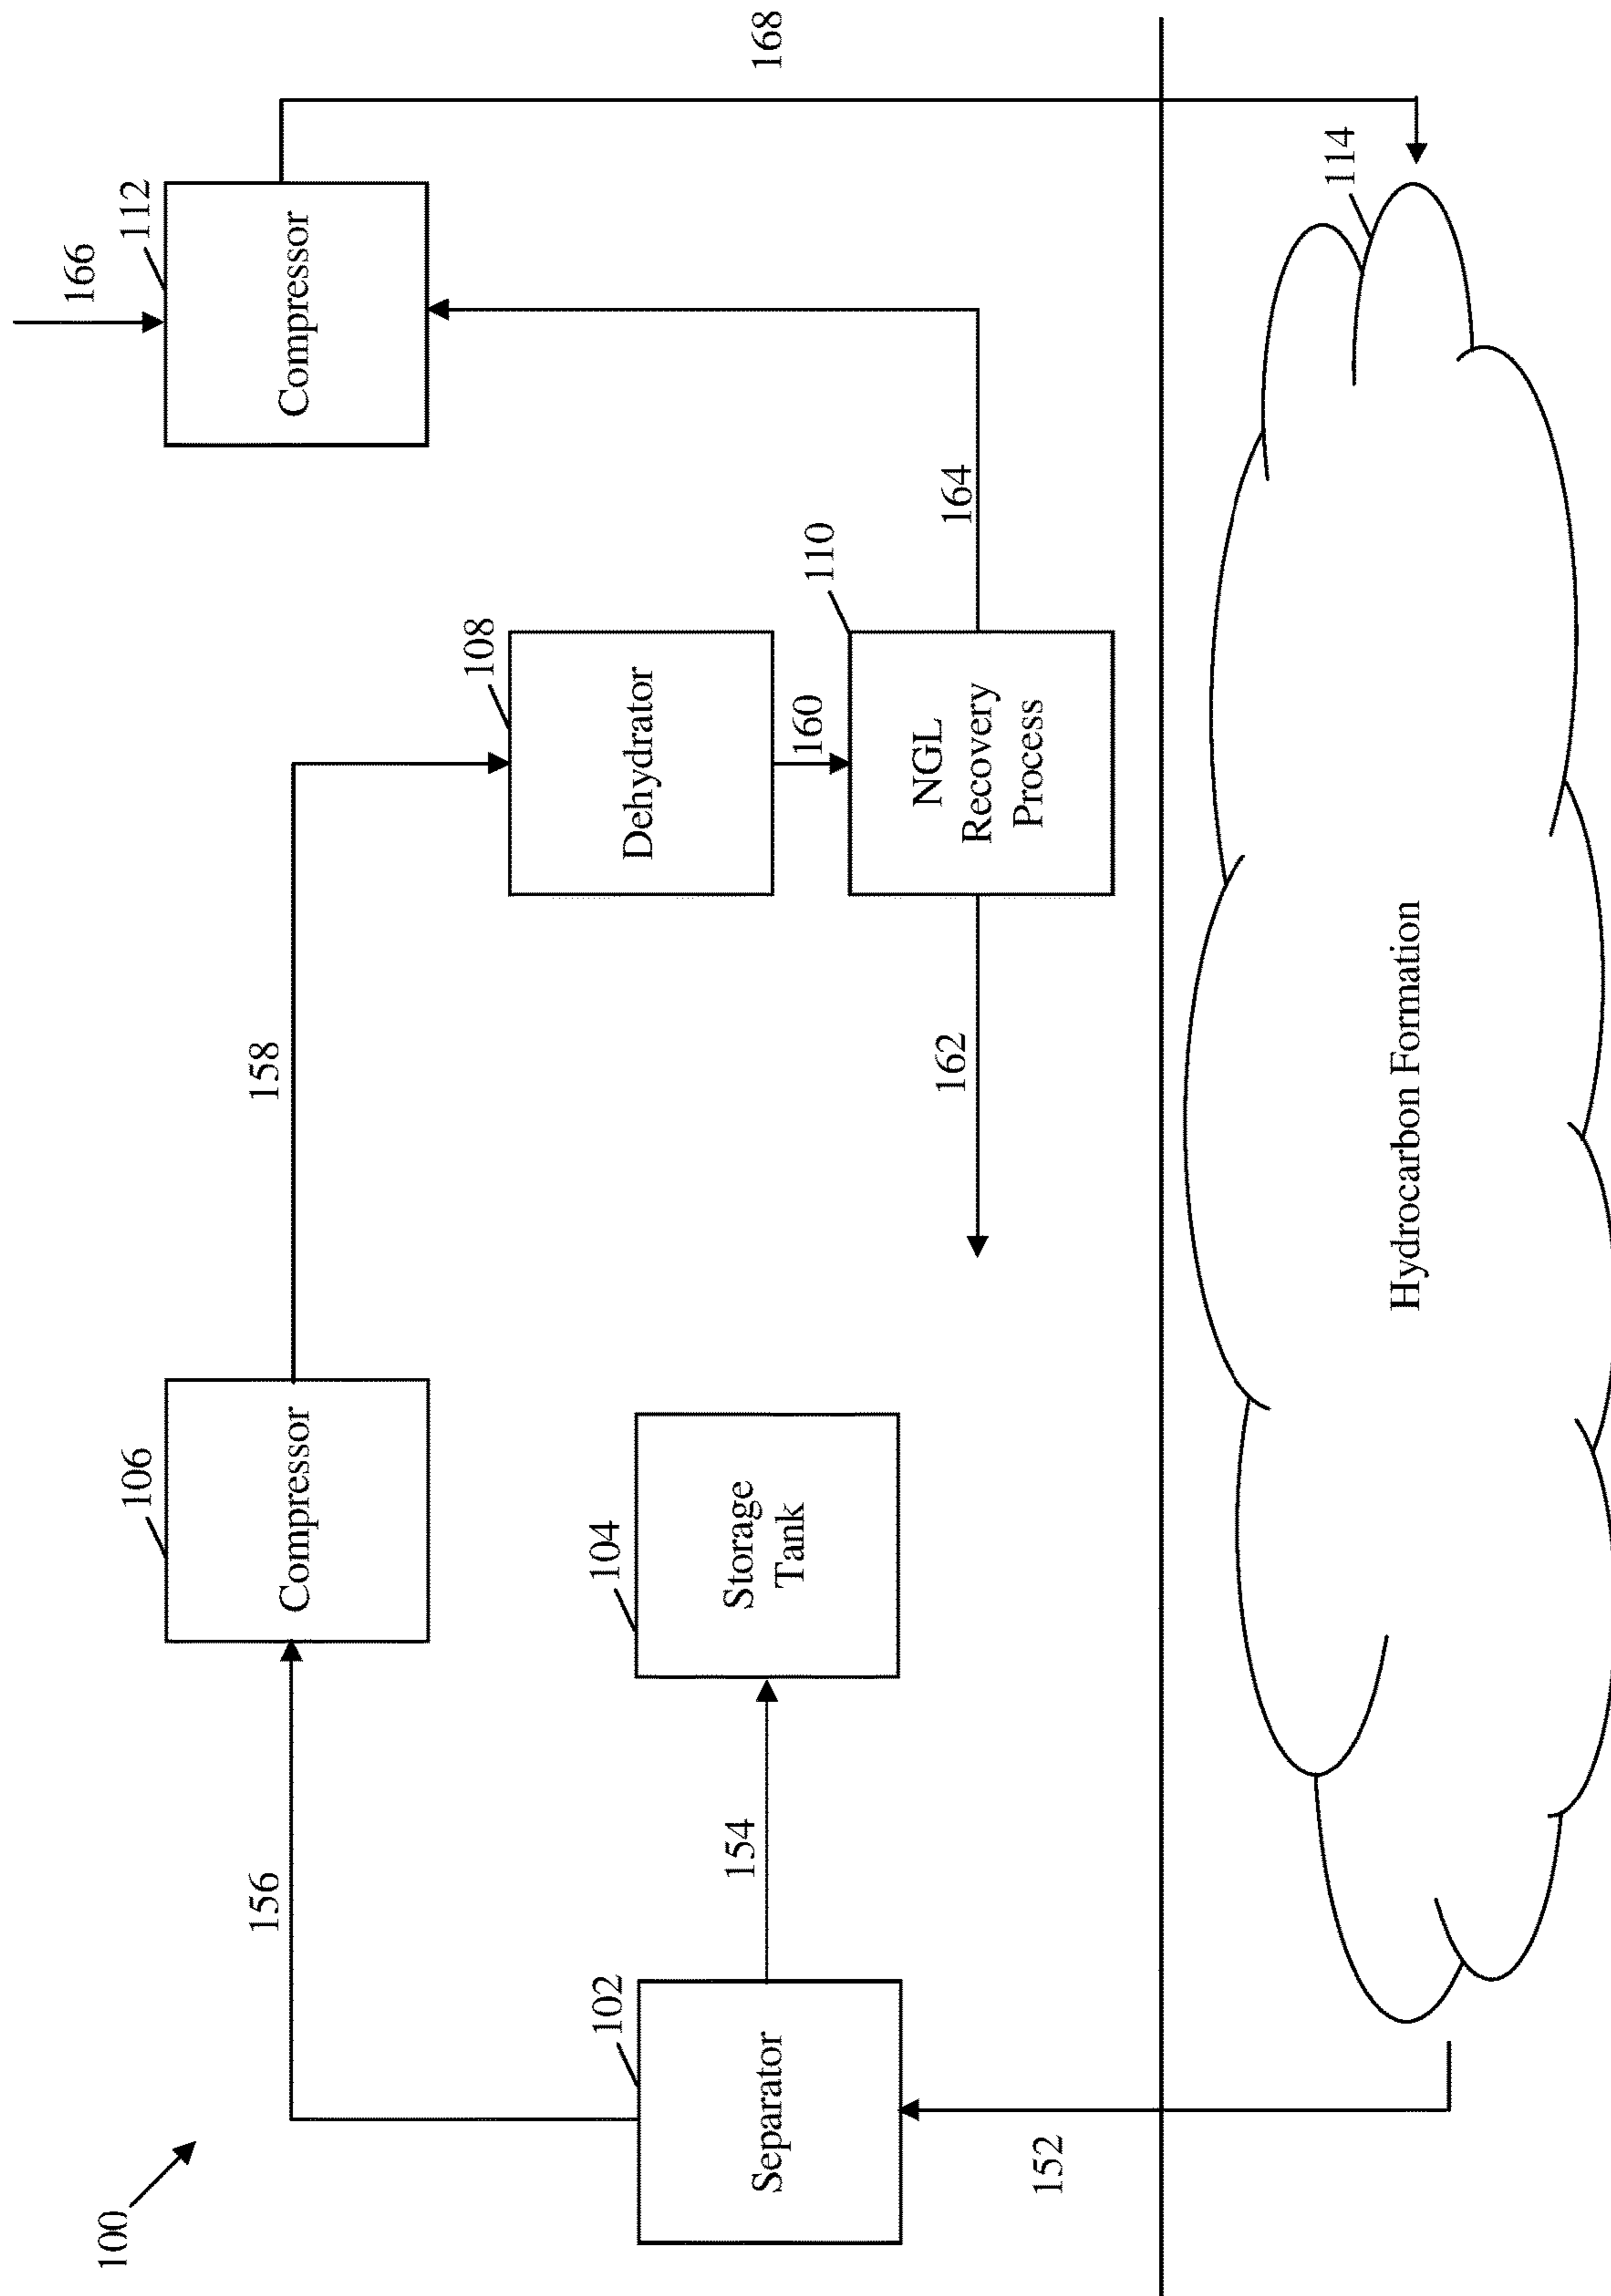 100
156
106
Compressor
158
166
112
Compressor
168
102
Separator
154
104
Storage
Tank
108
Dehydrator
160
110
NGL
Recovery
Process
162
164
152
114
Hydrocarbon Formation